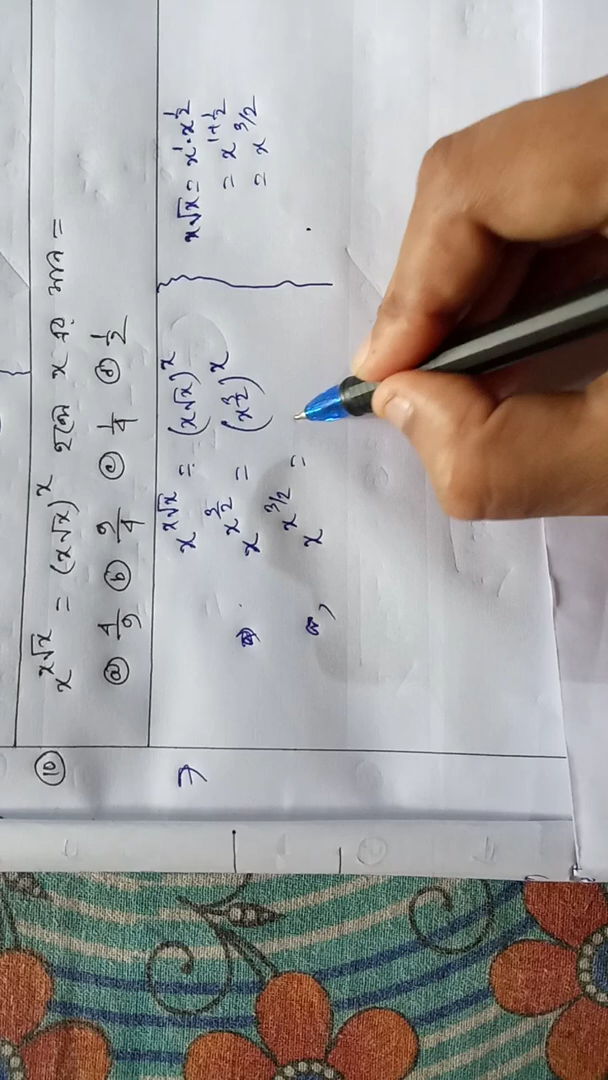 ⑩ x^{x√x} = (x√x)^x হলে x এর মান =
ⓐ 4/9 ⓑ 9/4 ⓒ 1/4 ⓓ 1/2
x^{x√x} = (x√x)^x
x^{x^{3/2}} = (x^{3/2})^x
বা, x^{x^{3/2}} =
x√x = x^1 · x^{1/2}
= x^{1+1/2}
= x^{3/2}